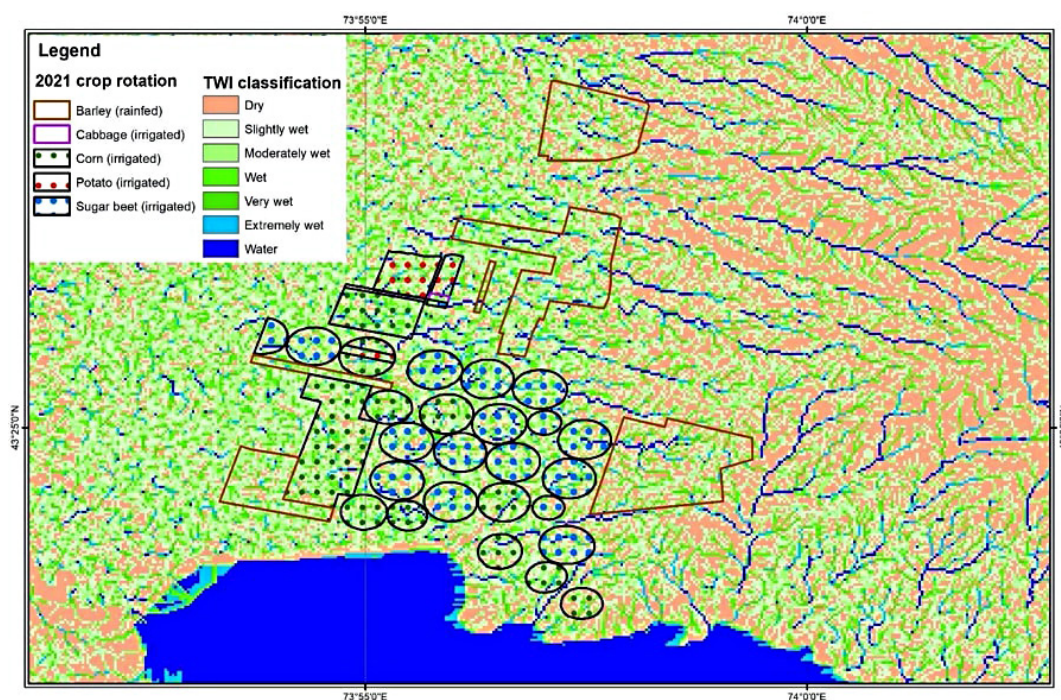 73°55'0"E 74°0'0"E
Legend
2021 crop rotation
Barley (rainfed)
Cabbage (irrigated)
Corn (irrigated)
Potato (irrigated)
Sugar beet (irrigated)
TWI classification
Dry
Slightly wet
Moderately wet
Wet
Very wet
Extremely wet
Water
43°25'0"N
73°55'0"E 74°0'0"E